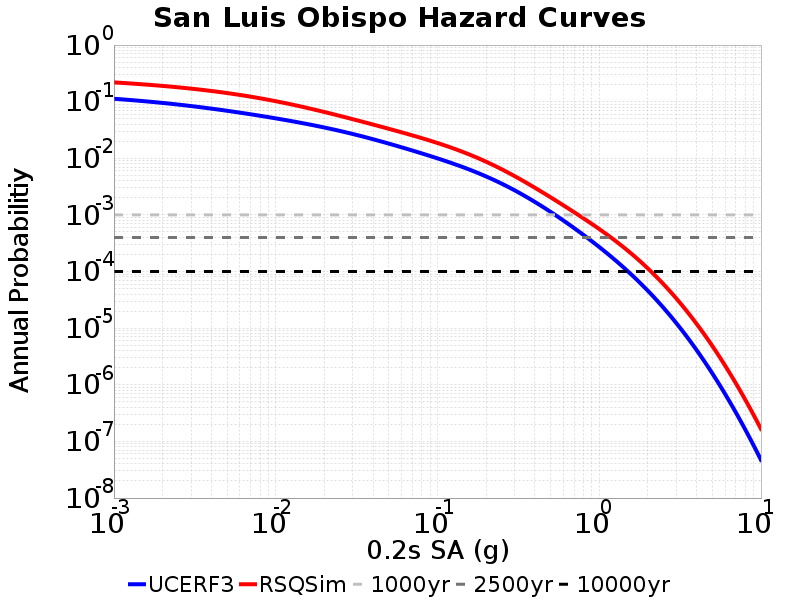 San Luis Obispo Hazard Curves
10^0
10^-1
10^-2
10^-3
10^-4
10^-5
10^-6
10^-7
10^-8
Annual Probabilitiy
10^-3 10^-2 10^-1 10^0 10^1
0.2s SA (g)
UCERF3 RSQSim 1000yr 2500yr 10000yr